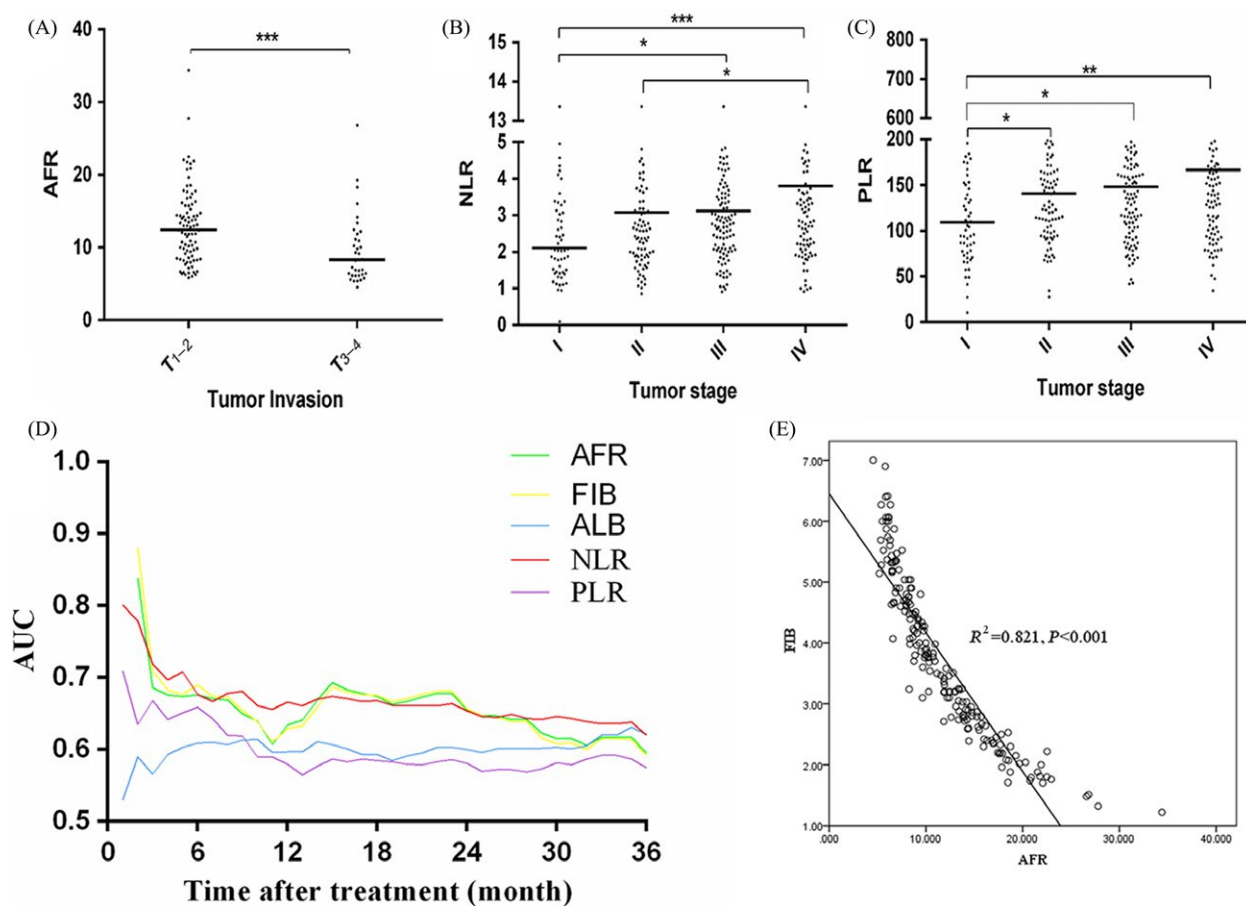 (A)
***
40
30
20
10
0
AFR
T1–2
T3–4
Tumor Invasion
(B)
***
*
*
15
14
13
5
4
3
2
1
0
NLR
I
II
III
IV
Tumor stage
(C)
**
*
*
800
700
600
200
150
100
50
0
PLR
I
II
III
IV
Tumor stage
(D)
1.0
0.9
0.8
0.7
0.6
0.5
AUC
AFR
FIB
ALB
NLR
PLR
0
6
12
18
24
30
36
Time after treatment (month)
(E)
7.00
6.00
5.00
4.00
3.00
2.00
1.00
FIB
R2=0.821, P<0.001
.000
10.000
20.000
30.000
40.000
AFR